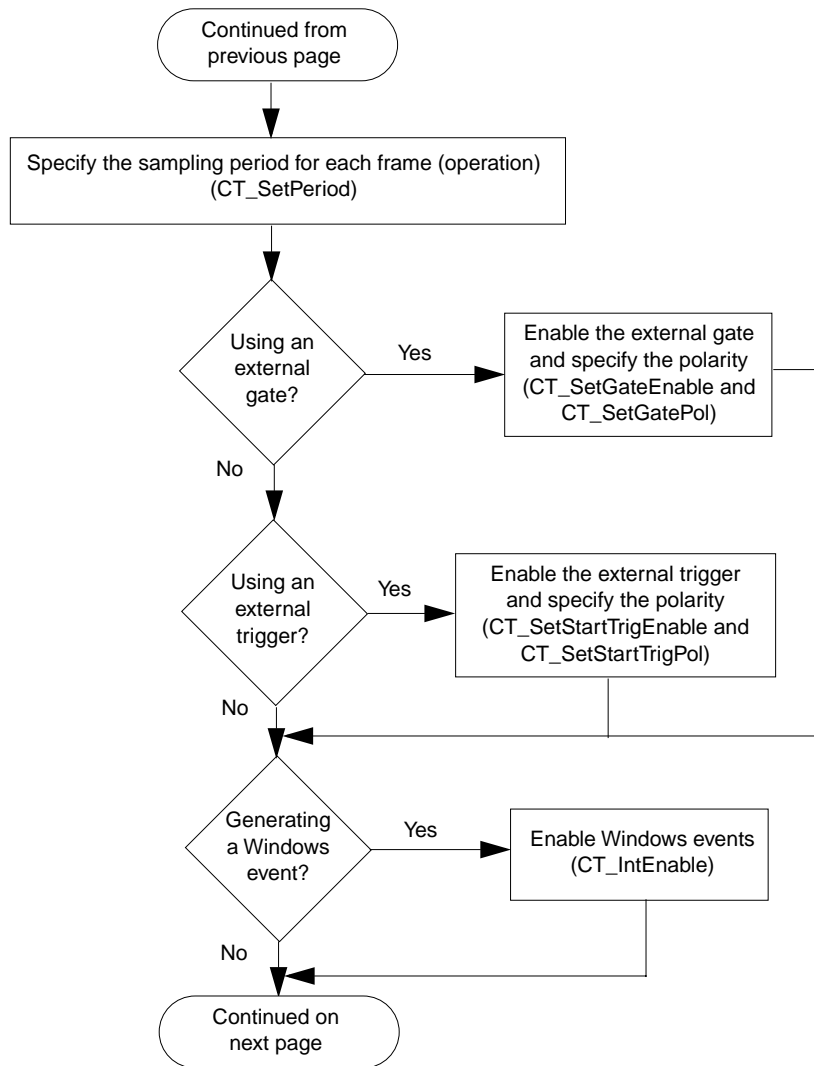 Continued from
previous page
Specify the sampling period for each frame (operation)
(CT_SetPeriod)
Using an
external
gate?
Yes
Enable the external gate
and specify the polarity
(CT_SetGateEnable and
CT_SetGatePol)
No
Using an
external
trigger?
Yes
Enable the external trigger
and specify the polarity
(CT_SetStartTrigEnable and
CT_SetStartTrigPol)
No
Generating
a Windows
event?
Yes
Enable Windows events
(CT_IntEnable)
No
Continued on
next page